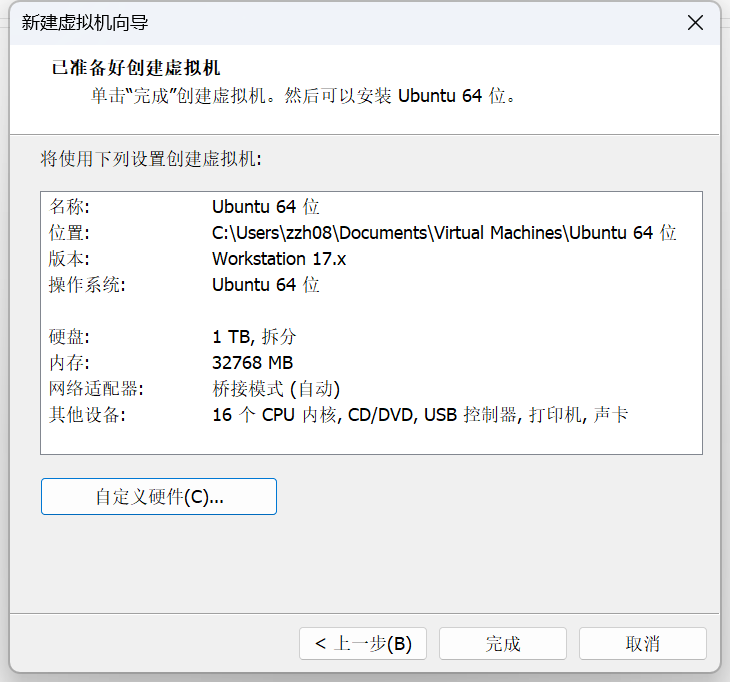 新建虚拟机向导
已准备好创建虚拟机
单击“完成”创建虚拟机。然后可以安装 Ubuntu 64 位。
将使用下列设置创建虚拟机:
名称: Ubuntu 64 位
位置: C:\Users\zzh08\Documents\Virtual Machines\Ubuntu 64 位
版本: Workstation 17.x
操作系统: Ubuntu 64 位
硬盘: 1 TB, 拆分
内存: 32768 MB
网络适配器: 桥接模式 (自动)
其他设备: 16 个 CPU 内核, CD/DVD, USB 控制器, 打印机, 声卡
自定义硬件(C)...
< 上一步(B) 完成 取消